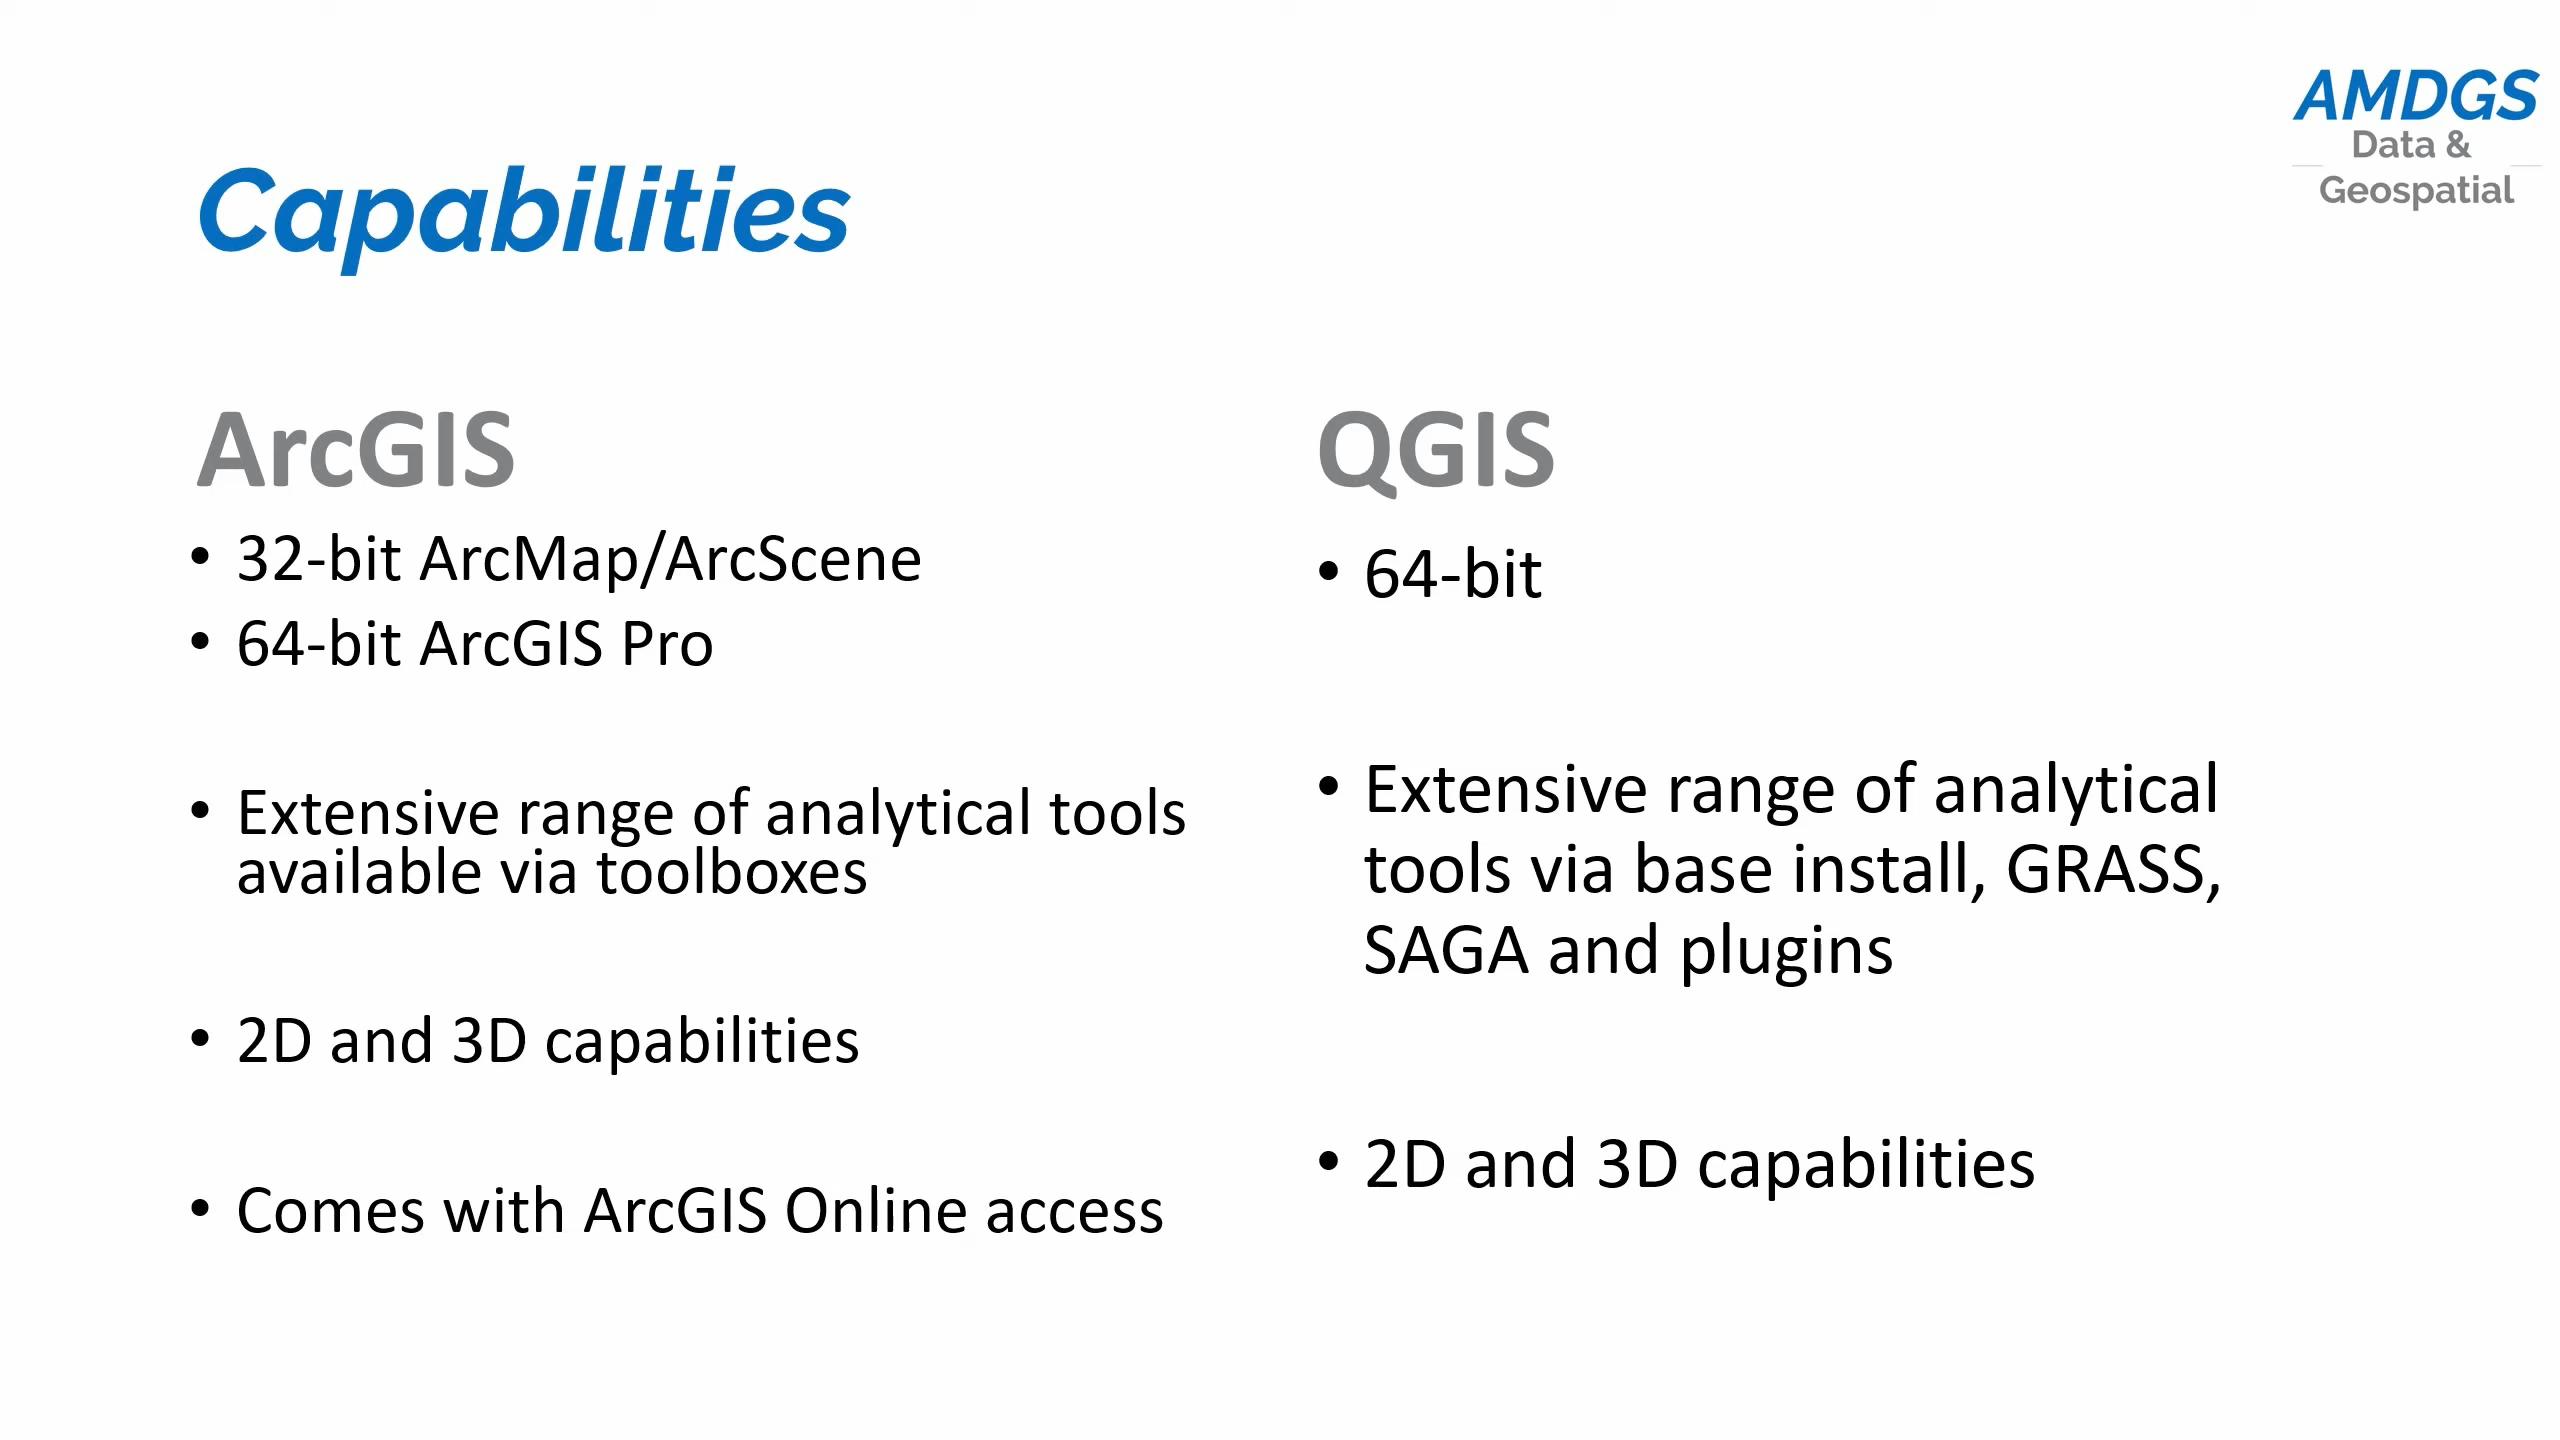 AMDGS
Data &
Geospatial
Capabilities
ArcGIS
• 32-bit ArcMap/ArcScene
• 64-bit ArcGIS Pro
• Extensive range of analytical tools
available via toolboxes
• 2D and 3D capabilities
• Comes with ArcGIS Online access
QGIS
• 64-bit
• Extensive range of analytical
tools via base install, GRASS,
SAGA and plugins
• 2D and 3D capabilities